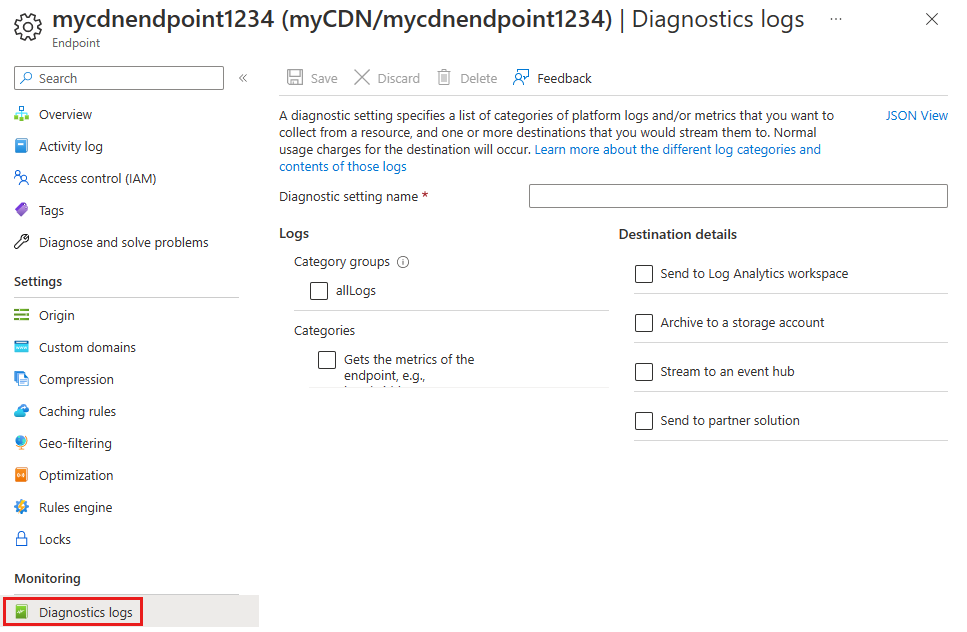 mycdnendpoint1234 (myCDN/mycdnendpoint1234) | Diagnostics logs ...
Endpoint
Search
«
Overview
Activity log
Access control (IAM)
Tags
Diagnose and solve problems
Settings
Origin
Custom domains
Compression
Caching rules
Geo-filtering
Optimization
Rules engine
Locks
Monitoring
Diagnostics logs
Save Discard Delete Feedback
A diagnostic setting specifies a list of categories of platform logs and/or metrics that you want to
collect from a resource, and one or more destinations that you would stream them to. Normal
usage charges for the destination will occur. Learn more about the different log categories and
contents of those logs
JSON View
Diagnostic setting name *
Logs
Category groups
allLogs
Categories
Gets the metrics of the
endpoint, e.g.,
Destination details
Send to Log Analytics workspace
Archive to a storage account
Stream to an event hub
Send to partner solution